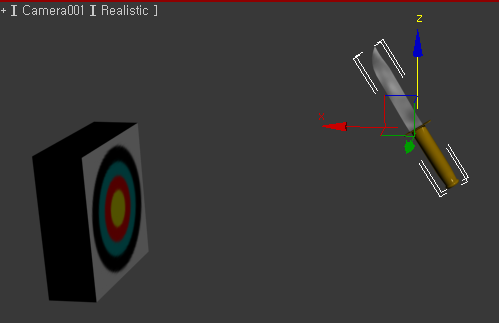 + [ Camera001 ][ Realistic ]
z